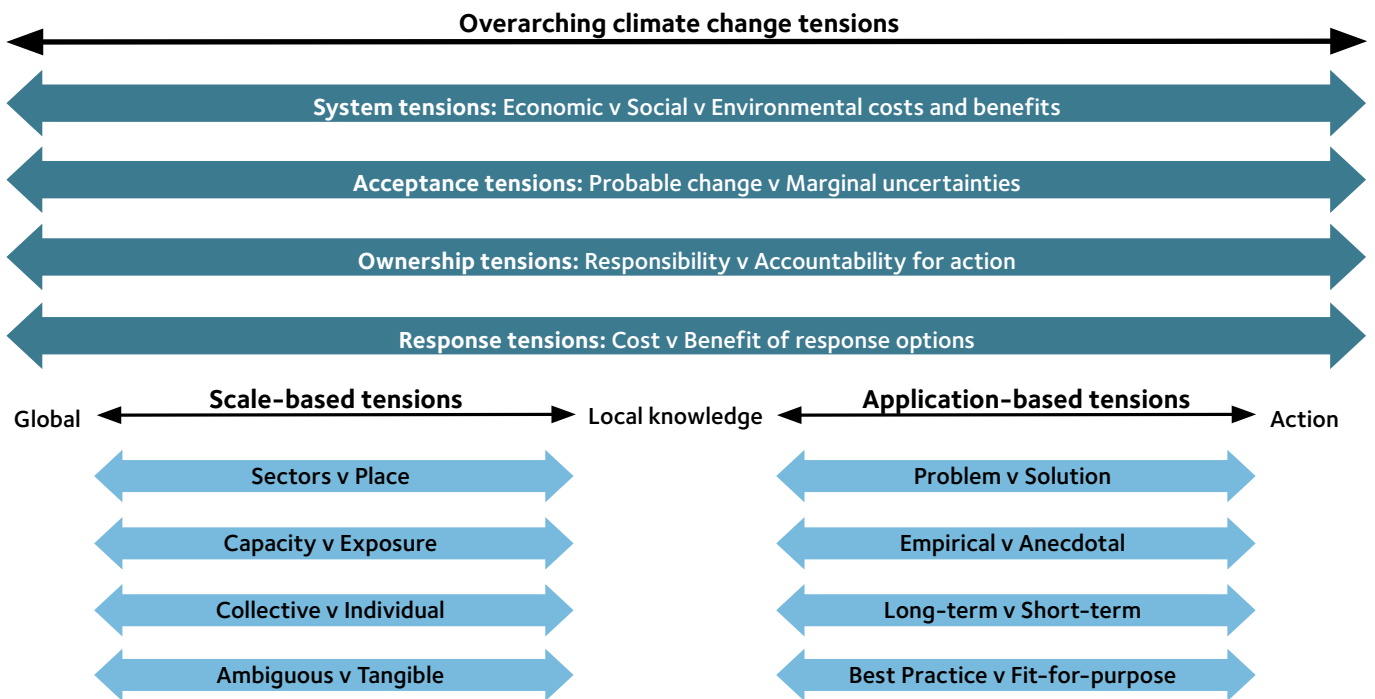 Overarching climate change tensions
System tensions: Economic v Social v Environmental costs and benefits
Acceptance tensions: Probable change v Marginal uncertainties
Ownership tensions: Responsibility v Accountability for action
Response tensions: Cost v Benefit of response options
Global
Scale-based tensions
Local knowledge
Application-based tensions
Action
Sectors v Place
Capacity v Exposure
Collective v Individual
Ambiguous v Tangible
Problem v Solution
Empirical v Anecdotal
Long-term v Short-term
Best Practice v Fit-for-purpose